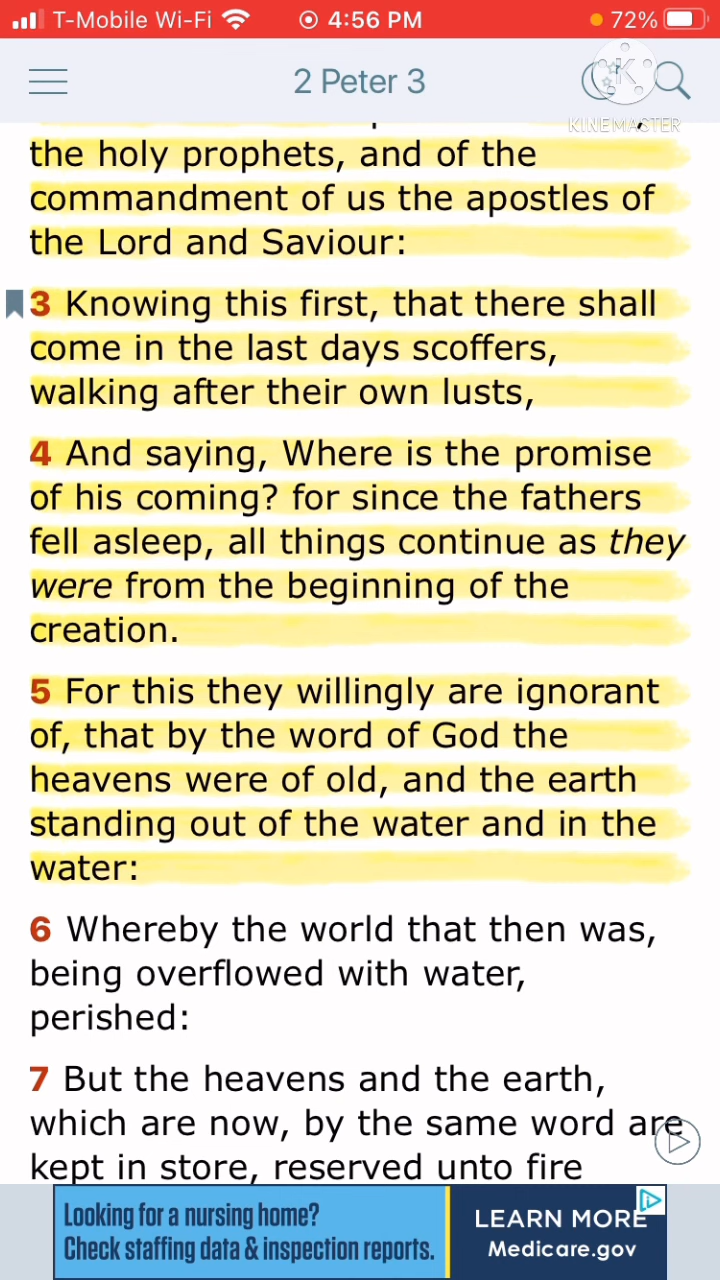 T-Mobile Wi-Fi 4:56 PM 72%
2 Peter 3
K
KINEMASTER
the holy prophets, and of the
commandment of us the apostles of
the Lord and Saviour:
3 Knowing this first, that there shall
come in the last days scoffers,
walking after their own lusts,
4 And saying, Where is the promise
of his coming? for since the fathers
fell asleep, all things continue as they
were from the beginning of the
creation.
5 For this they willingly are ignorant
of, that by the word of God the
heavens were of old, and the earth
standing out of the water and in the
water:
6 Whereby the world that then was,
being overflowed with water,
perished:
7 But the heavens and the earth,
which are now, by the same word are
kept in store, reserved unto fire
Looking for a nursing home?
Check staffing data & inspection reports.
LEARN MORE
Medicare.gov